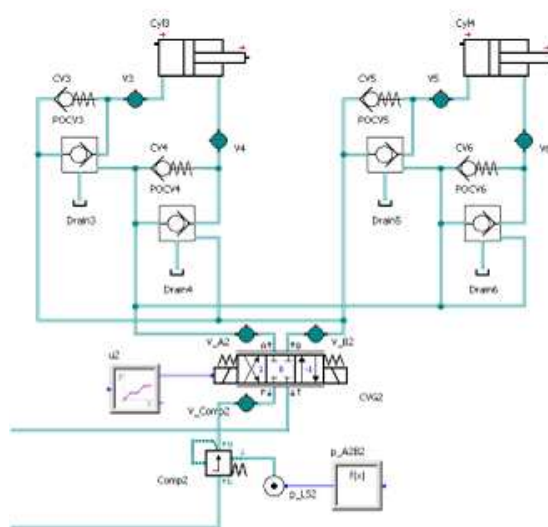 Cyl3
Cyl4
CV3
V3
CV5
V5
POCV3
POCV5
CV4
V4
CV6
POCV4
POCV6
Drain3
Drain5
Drain4
Drain6
V_A2
V_B2
u2
CVG2
V_Comp2
p_A2B2
Comp2
f(x)
p_LS2